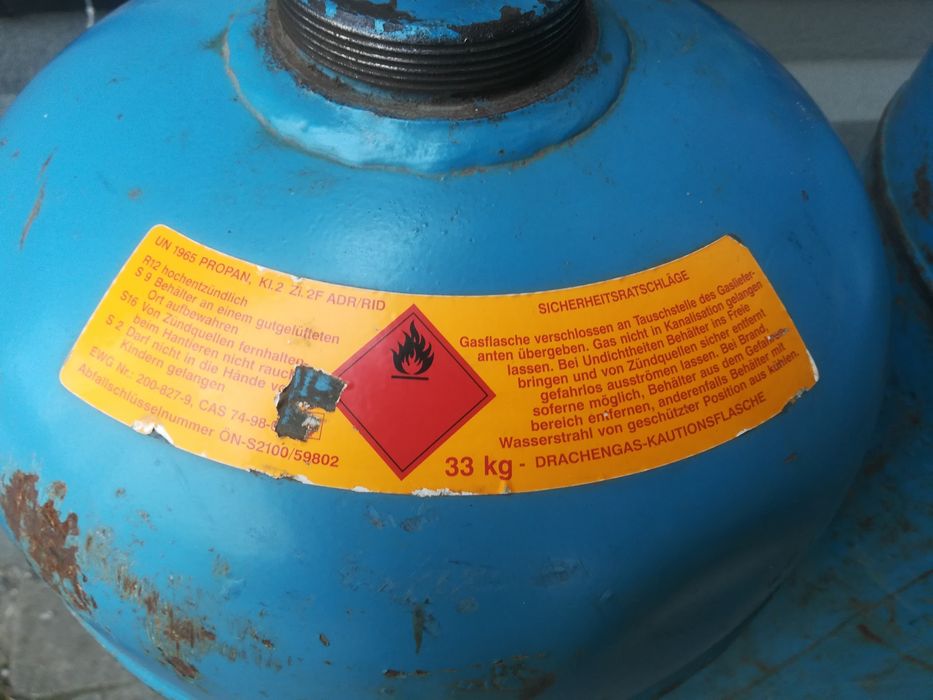 UN 1965 PROPAN, Kl.2 Zi.2F ADR/RID
R12 hochentzündlich
S 9 Behälter an einem gutgelüfteten
Ort aufbewahren
S16 Von Zündquellen fernhalten
beim Hantieren nicht
S 2 Darf nicht in die Hände
Kindern gelangen
EWG Nr.: 200-827-9, CAS 74-98-
Abfallschlüsselnummer ÖN-S2100/59802
SICHERHEITSRATSCHLÄGE
Gasflasche verschlossen an Tauschstelle des Gasliefer-
anten übergeben. Gas nicht in Kanalisation gelangen
lassen. Bei Undichtheiten Behälter ins Freie
bringen und von Zündquellen sicher entfernt
gefahrlos ausströmen lassen. Bei Brand,
soferne möglich, Behälter aus dem Gefahren-
bereich entfernen, anderenfalls Behälter mit
Wasserstrahl von geschützter Position aus kühlen.
33 kg - DRACHENGAS-KAUTIONSFLASCHE